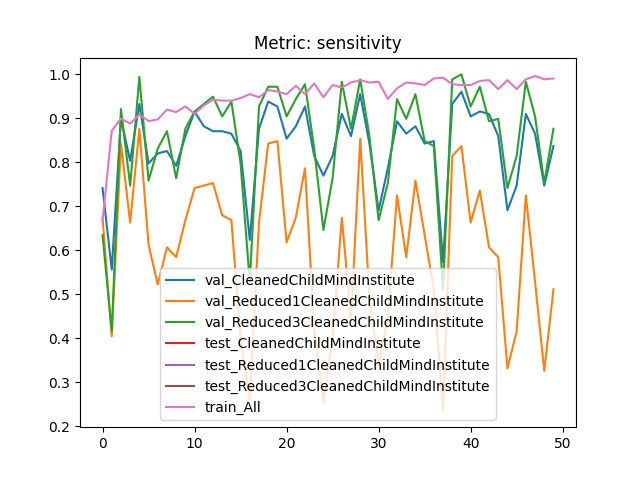 Metric: sensitivity
1.0
0.9
0.8
0.7
0.6
0.5
0.4
0.3
0.2
val_CleanedChildMindInstitute
val_Reduced1CleanedChildMindInstitute
val_Reduced3CleanedChildMindInstitute
test_CleanedChildMindInstitute
test_Reduced1CleanedChildMindInstitute
test_Reduced3CleanedChildMindInstitute
train_All
0 10 20 30 40 50